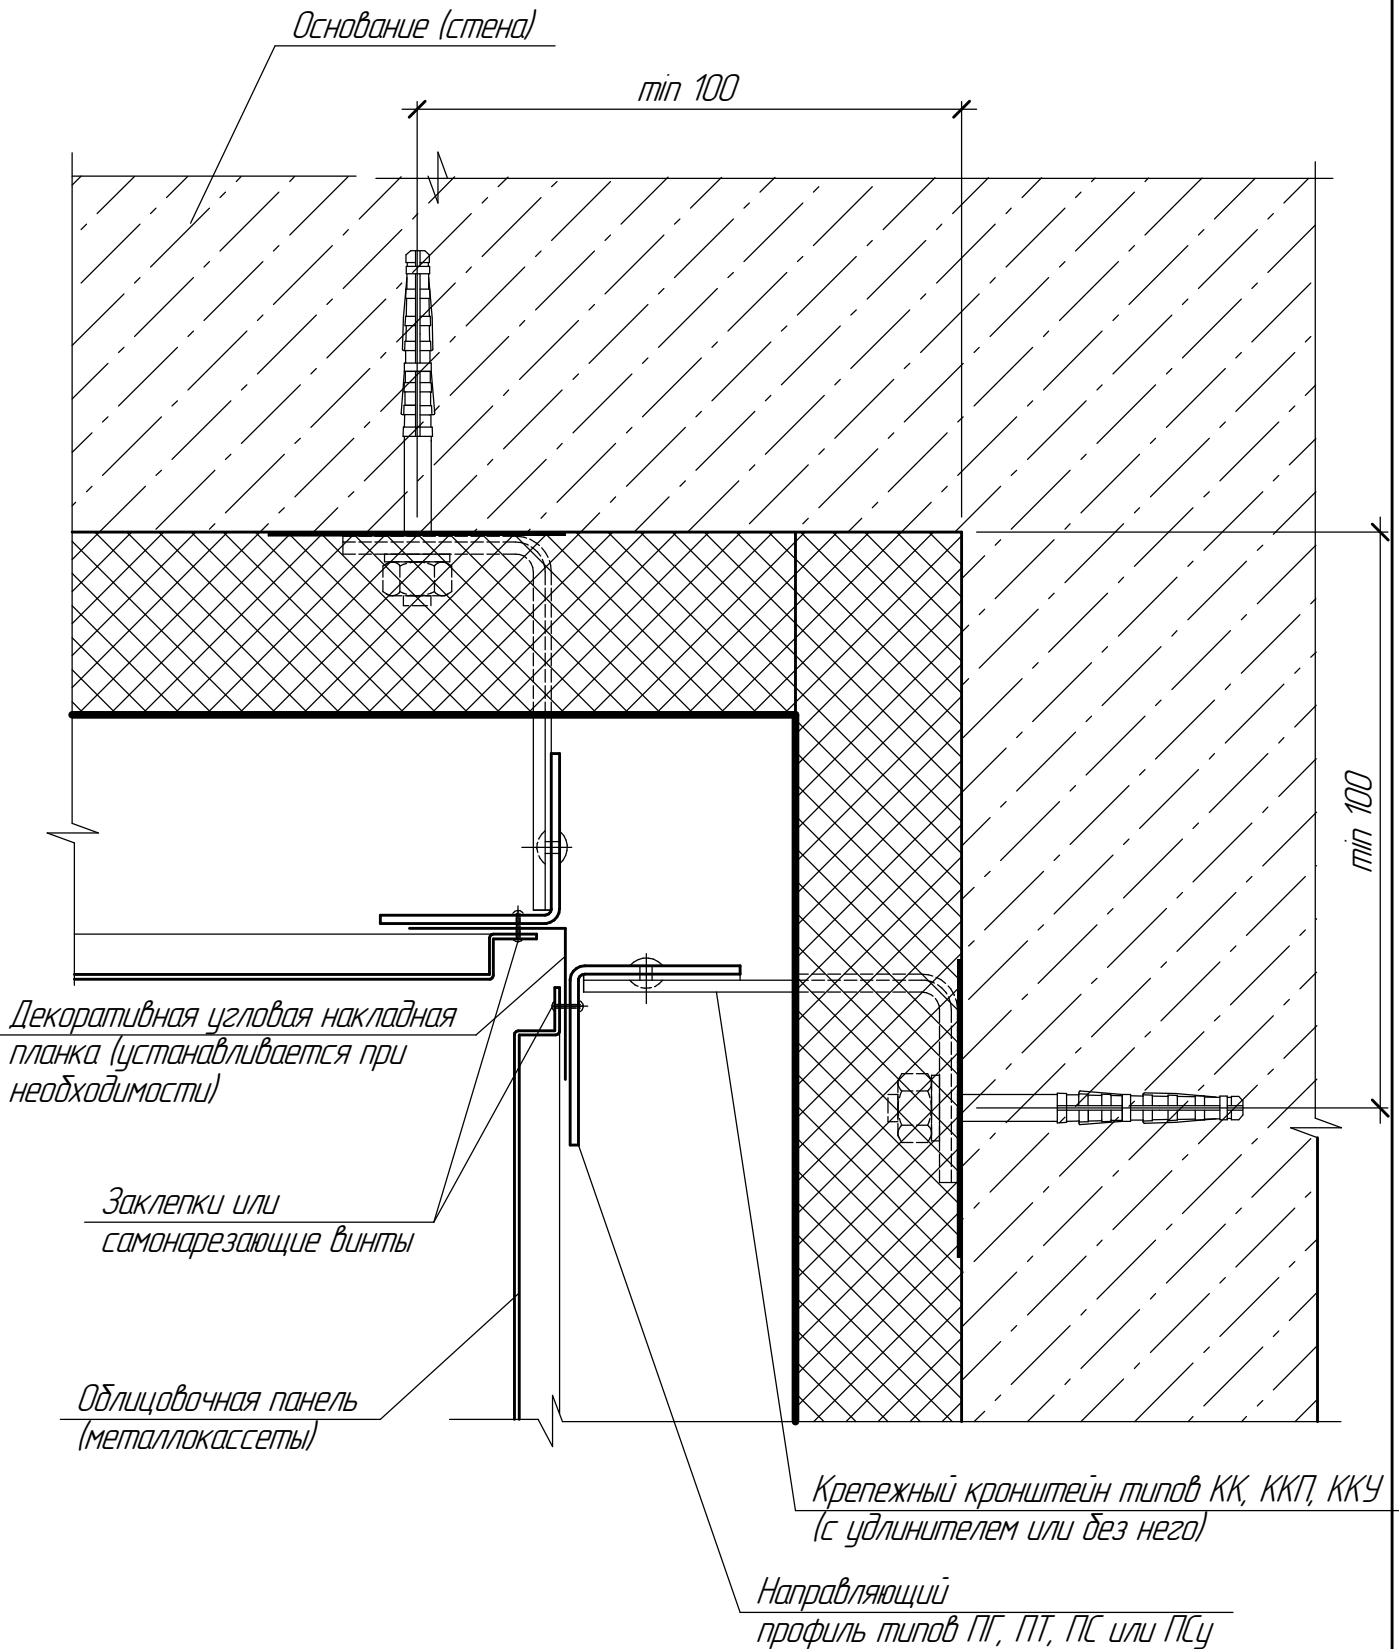 Основание (стена)
min 100
min 100
Декоративная угловая накладная
планка (устанавливается при
необходимости)
Заклепки или
самонарезающие винты
Облицовочная панель
(металлокассеты)
Крепежный кронштейн типов КК, ККП, ККУ
(с удлинителем или без него)
Направляющий
профиль типов ПГ, ПТ, ПС или ПСу